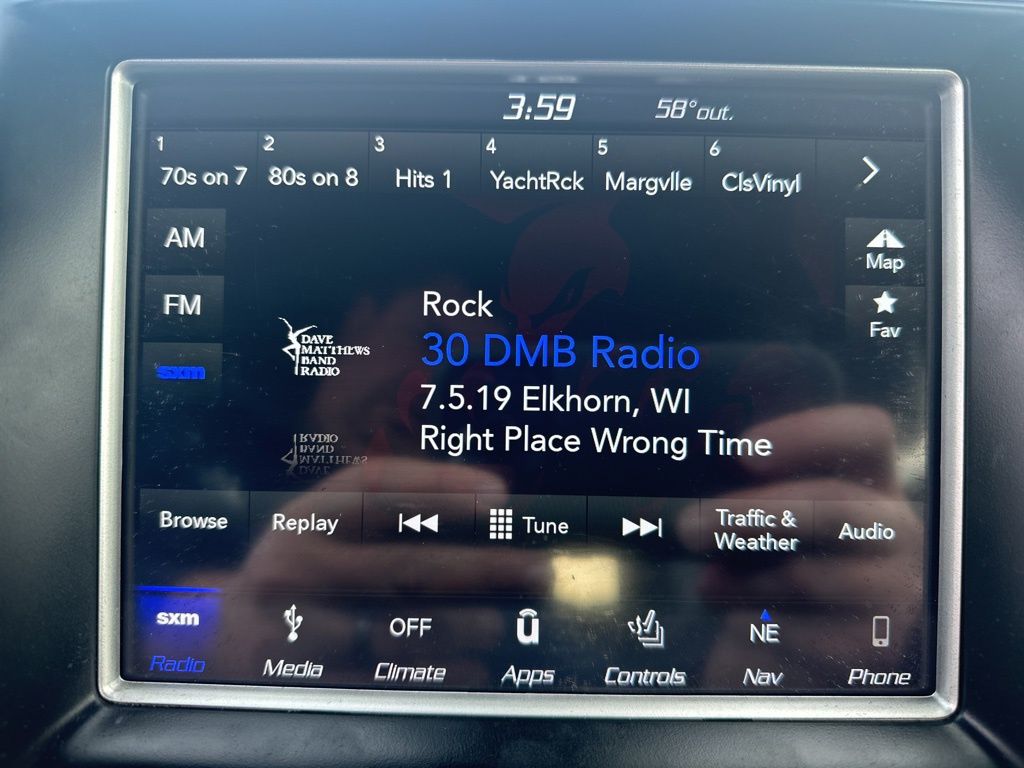 3:59 58° out.
1 2 3 4 5 6
70s on 7 80s on 8 Hits 1 YachtRck Margvlle ClsVinyl
AM
Map
FM
Fav
sxm
DAVE
MATTHEWS
BAND
RADIO
Rock
30 DMB Radio
7.5.19 Elkhorn, WI
Right Place Wrong Time
Browse Replay Tune Traffic & Weather Audio
sxm OFF NE
Radio Media Climate Apps Controls Nav Phone